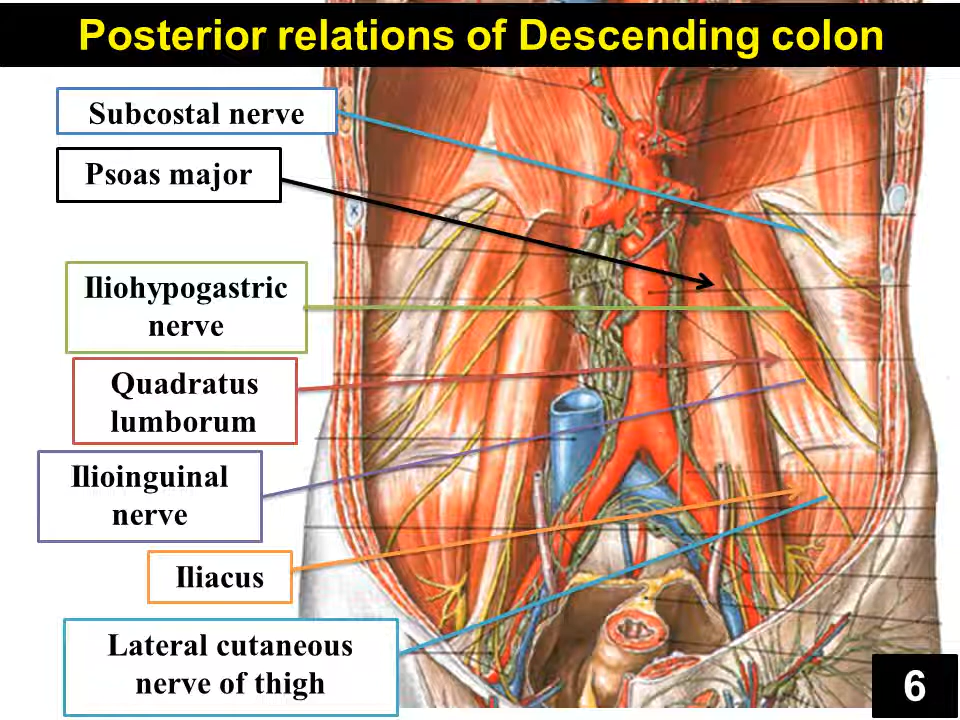 Posterior relations of Descending colon
Subcostal nerve
Psoas major
Iliohypogastric
nerve
Quadratus
lumborum
Ilioinguinal
nerve
Iliacus
Lateral cutaneous
nerve of thigh
6